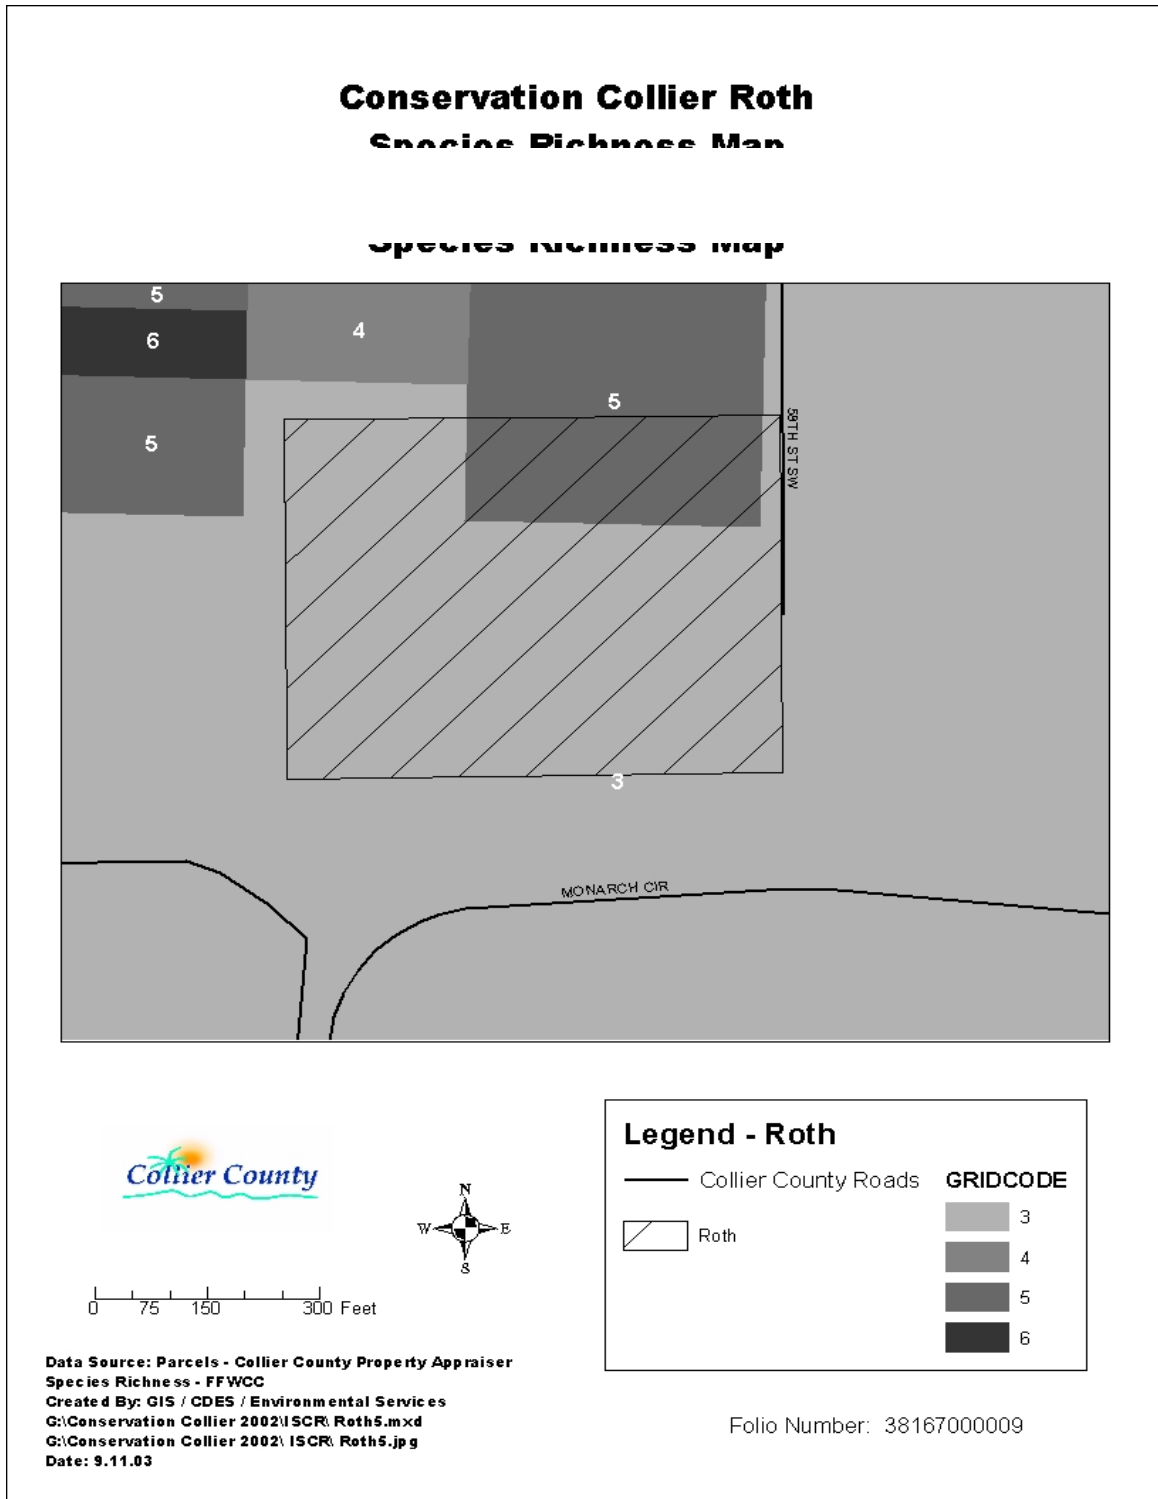 Conservation Collier Roth
Species Richness Map
Species Richness Map
5
6
4
5
5
59TH ST SW
3
MONARCH CIR
Collier County
N
W E
S
0 75 150 300 Feet
Legend - Roth
Collier County Roads
Roth
GRIDCODE
3
4
5
6
Data Source: Parcels - Collier County Property Appraiser
Species Richness - FFWCC
Created By: GIS / CDES / Environmental Services
G:\Conservation Collier 2002\ISCR\ Roth5.mxd
G:\Conservation Collier 2002\ ISCR\ Roth5.jpg
Date: 9.11.03
Folio Number: 38167000009